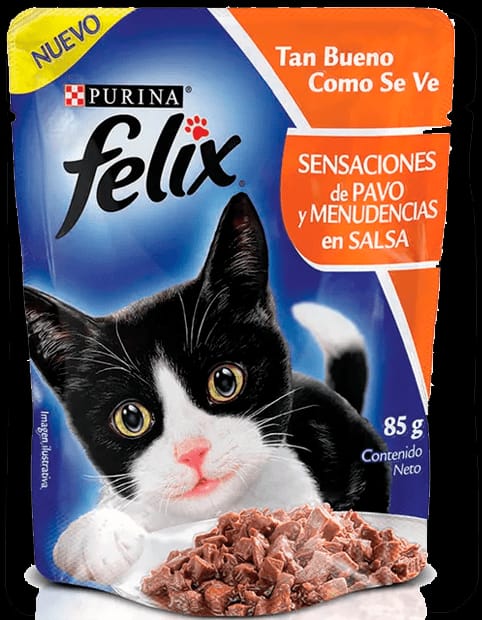 NUEVO
Tan Bueno
Como Se Ve
PURINA®
felix®
SENSACIONES
de PAVO
y MENUDENCIAS
en SALSA
85 g
Contenido
Neto
Imagen ilustrativa.